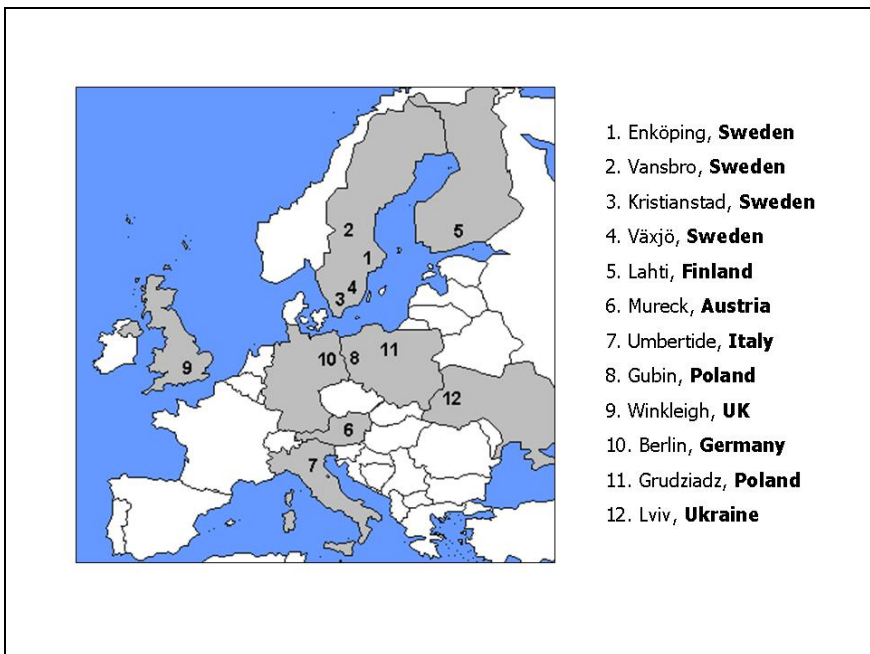 1. Enköping, Sweden
2. Vansbro, Sweden
3. Kristianstad, Sweden
4. Växjö, Sweden
5. Lahti, Finland
6. Mureck, Austria
7. Umbertide, Italy
8. Gubin, Poland
9. Winkleigh, UK
10. Berlin, Germany
11. Grudziadz, Poland
12. Lviv, Ukraine
2
1
5
4
3
10
8
11
9
12
6
7